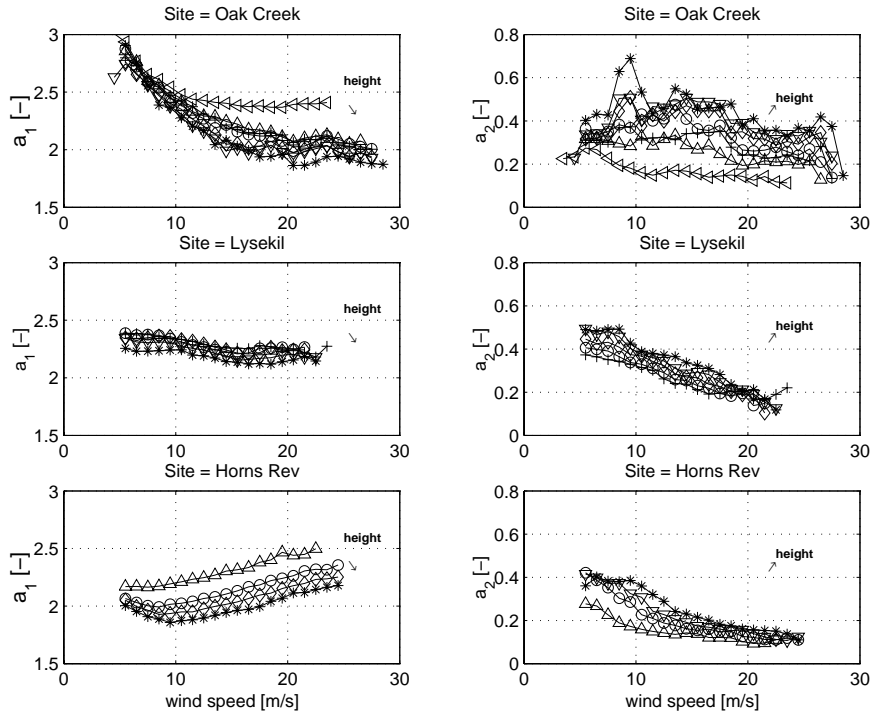 Site = Oak Creek
3
2.5
2
1.5
0
10
20
30
a1 [−]
height
Site = Oak Creek
0.8
0.6
0.4
0.2
0
0
10
20
30
a2 [−]
height
Site = Lysekil
3
2.5
2
1.5
0
10
20
30
a1 [−]
height
Site = Lysekil
0.8
0.6
0.4
0.2
0
0
10
20
30
a2 [−]
height
Site = Horns Rev
3
2.5
2
1.5
0
10
20
30
a1 [−]
height
wind speed [m/s]
Site = Horns Rev
0.8
0.6
0.4
0.2
0
0
10
20
30
a2 [−]
height
wind speed [m/s]